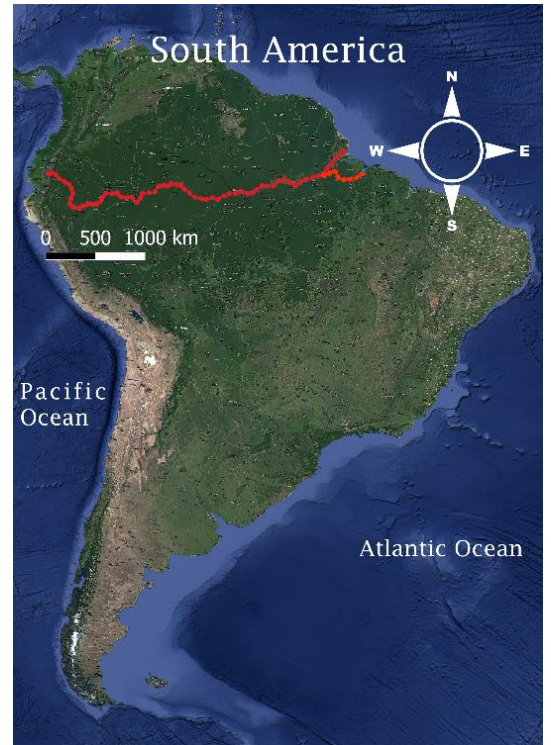 South America
N
W
E
S
0 500 1000 km
Pacific
Ocean
Atlantic Ocean